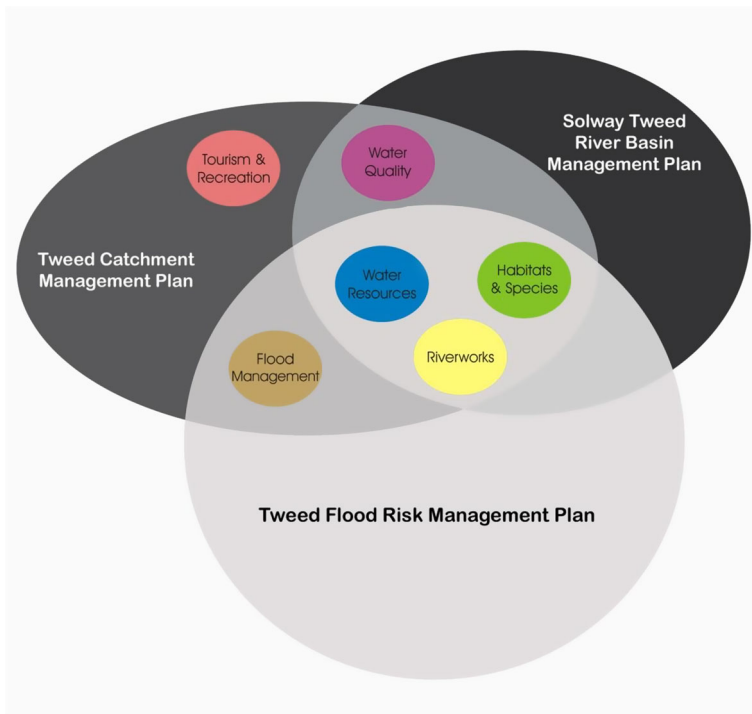 Solway Tweed
River Basin
Management Plan
Tourism &
Recreation
Water
Quality
Tweed Catchment
Management Plan
Water
Resources
Habitats
& Species
Flood
Management
Riverworks
Tweed Flood Risk Management Plan